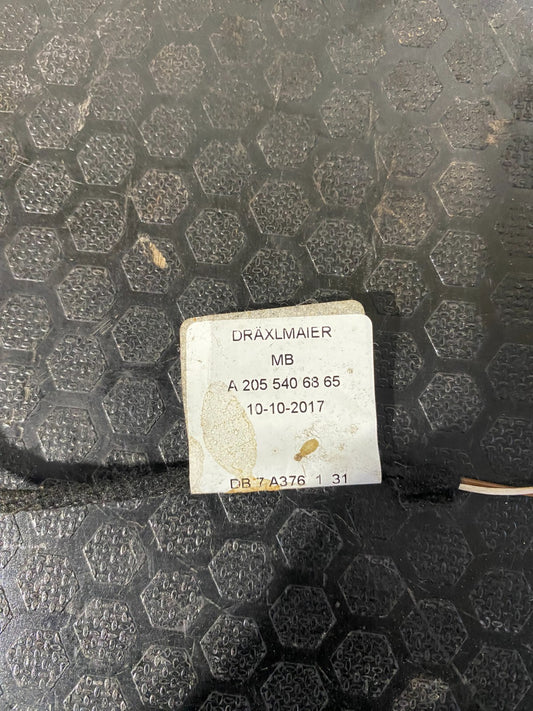 DRÄXLMAIER
MB
A 205 540 68 65
10-10-2017
DB 7 A376 1 31